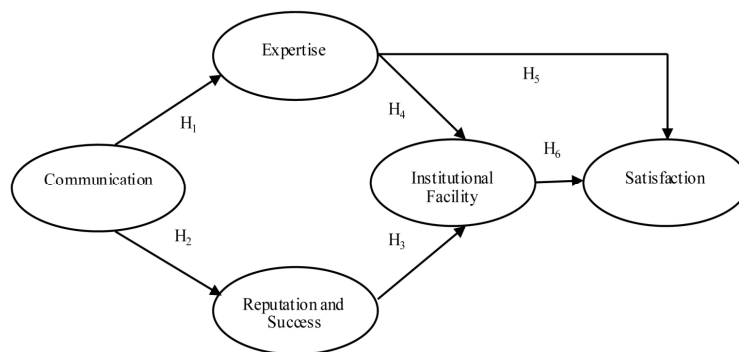 Expertise
H5
H1
H4
Communication
Institutional
Facility
H6
Satisfaction
H2
H3
Reputation and
Success